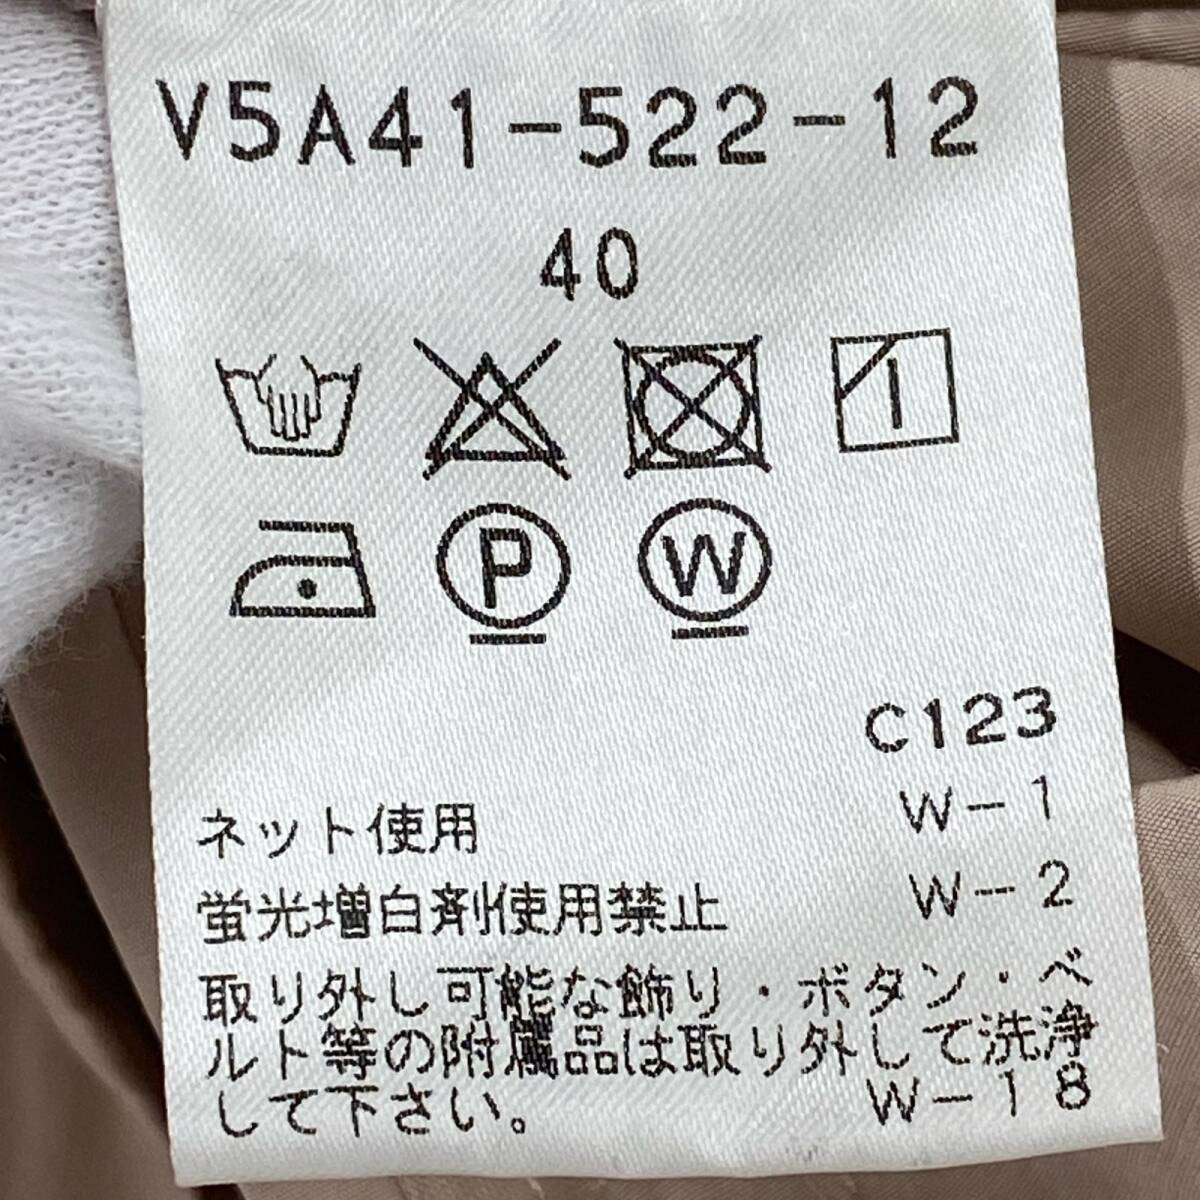 V5A41-522-12
40
P W
C123
ネット使用 W-1
蛍光増白剤使用禁止 W-2
取り外し可能な飾り・ボタン・ベ
ルト等の附属品は取り外して洗浄
して下さい。 W-18